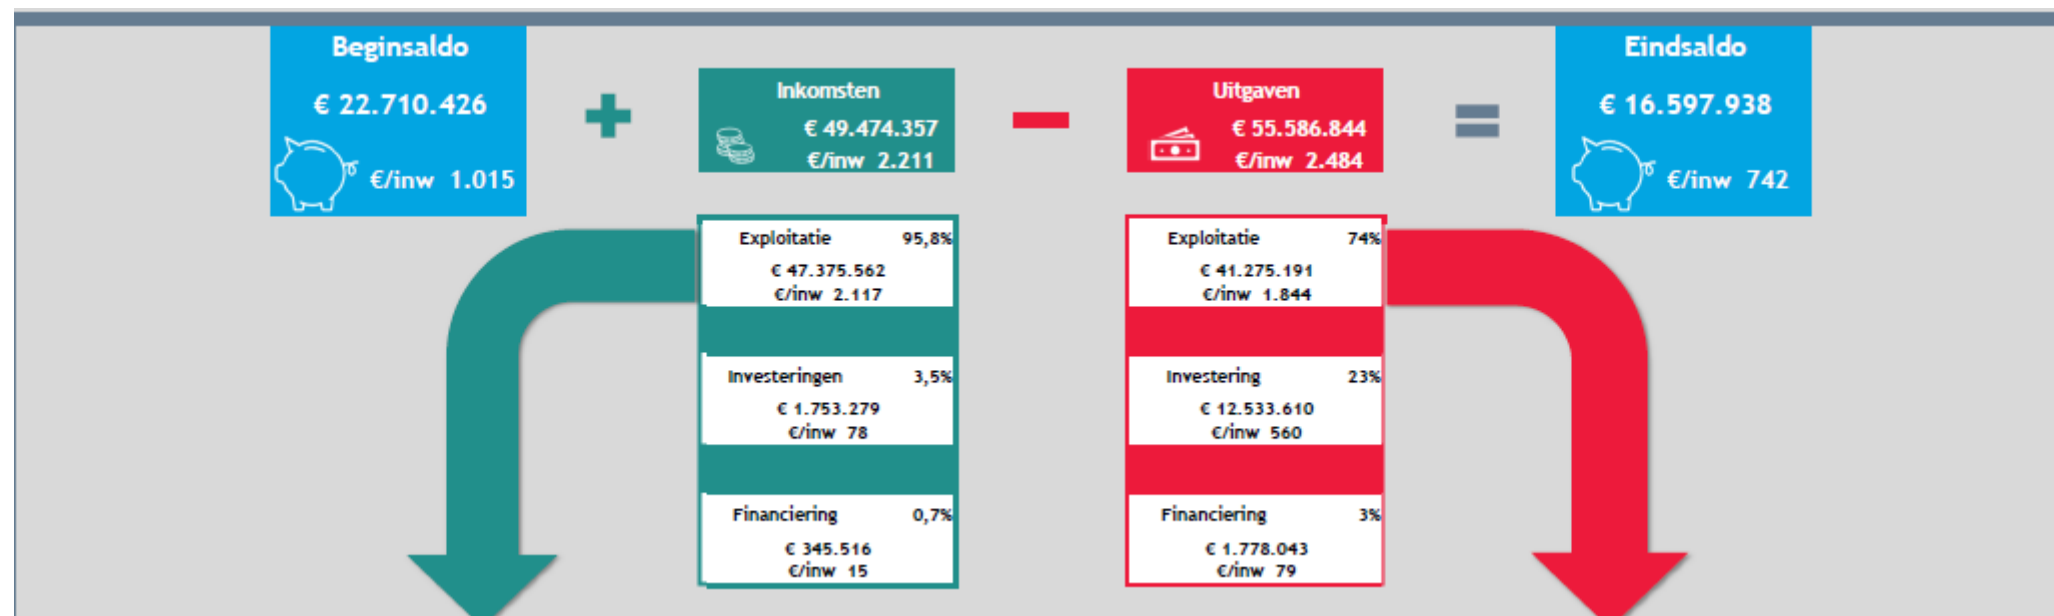 Beginsaldo
€ 22.710.426
€/inw 1.015
Inkomsten
€ 49.474.357
€/inw 2.211
Uitgaven
€ 55.586.844
€/inw 2.484
Eindsaldo
€ 16.597.938
€/inw 742
Exploitatie 95,8%
€ 47.375.562
€/inw 2.117
Investeringen 3,5%
€ 1.753.279
€/inw 78
Financiering 0,7%
€ 345.516
€/inw 15
Exploitatie 74%
€ 41.275.191
€/inw 1.844
Investering 23%
€ 12.533.610
€/inw 560
Financiering 3%
€ 1.778.043
€/inw 79